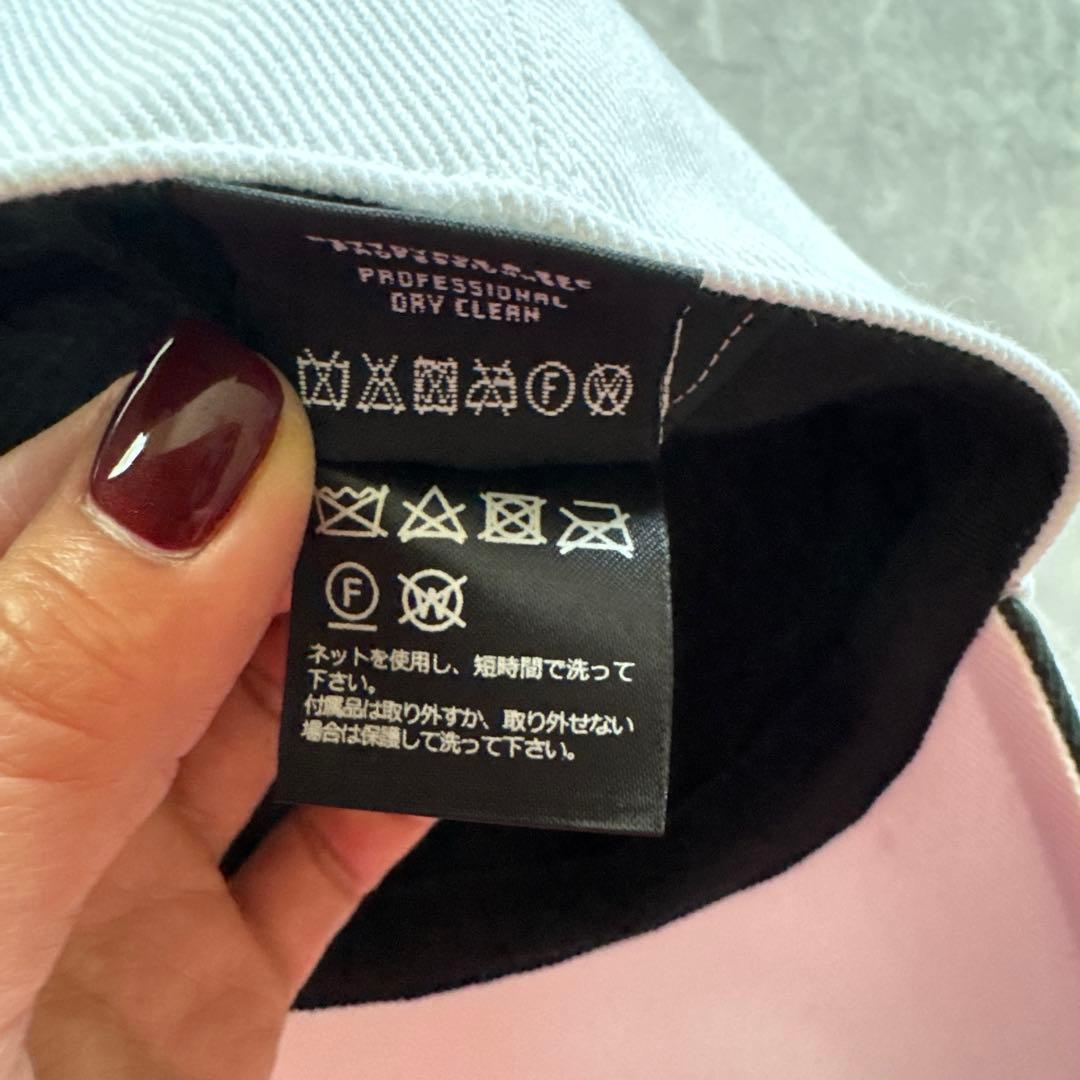 PROFESSIONAL
DRY CLEAN
F W
F W
ネットを使用し、短時間で洗って
下さい。
付属品は取り外すか、取り外せない
場合は保護して洗って下さい。